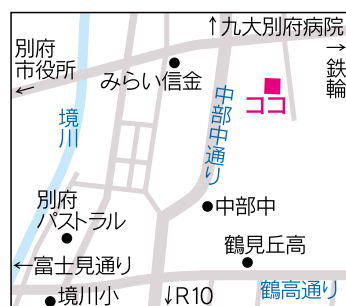 ↑九大別府病院
別府
市役所
←
→
鉄輪
みらい信金
ココ
境川
中部中通り
別府
パストラル
中部中
鶴見丘高
←富士見通り
鶴高通り
境川小
↓R10